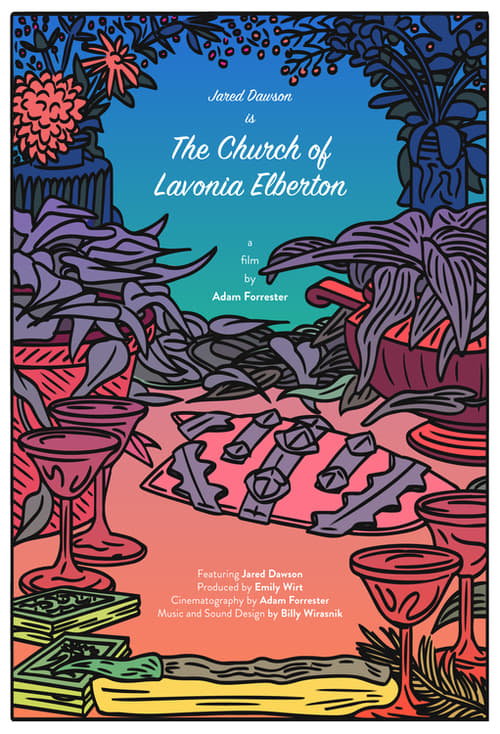 Jared Dawson
is
The Church of
Lavonia Elberton
a
film
by
Adam Forrester
Featuring Jared Dawson
Produced by Emily Wirt
Cinematography by Adam Forrester
Music and Sound Design by Billy Wirasnik